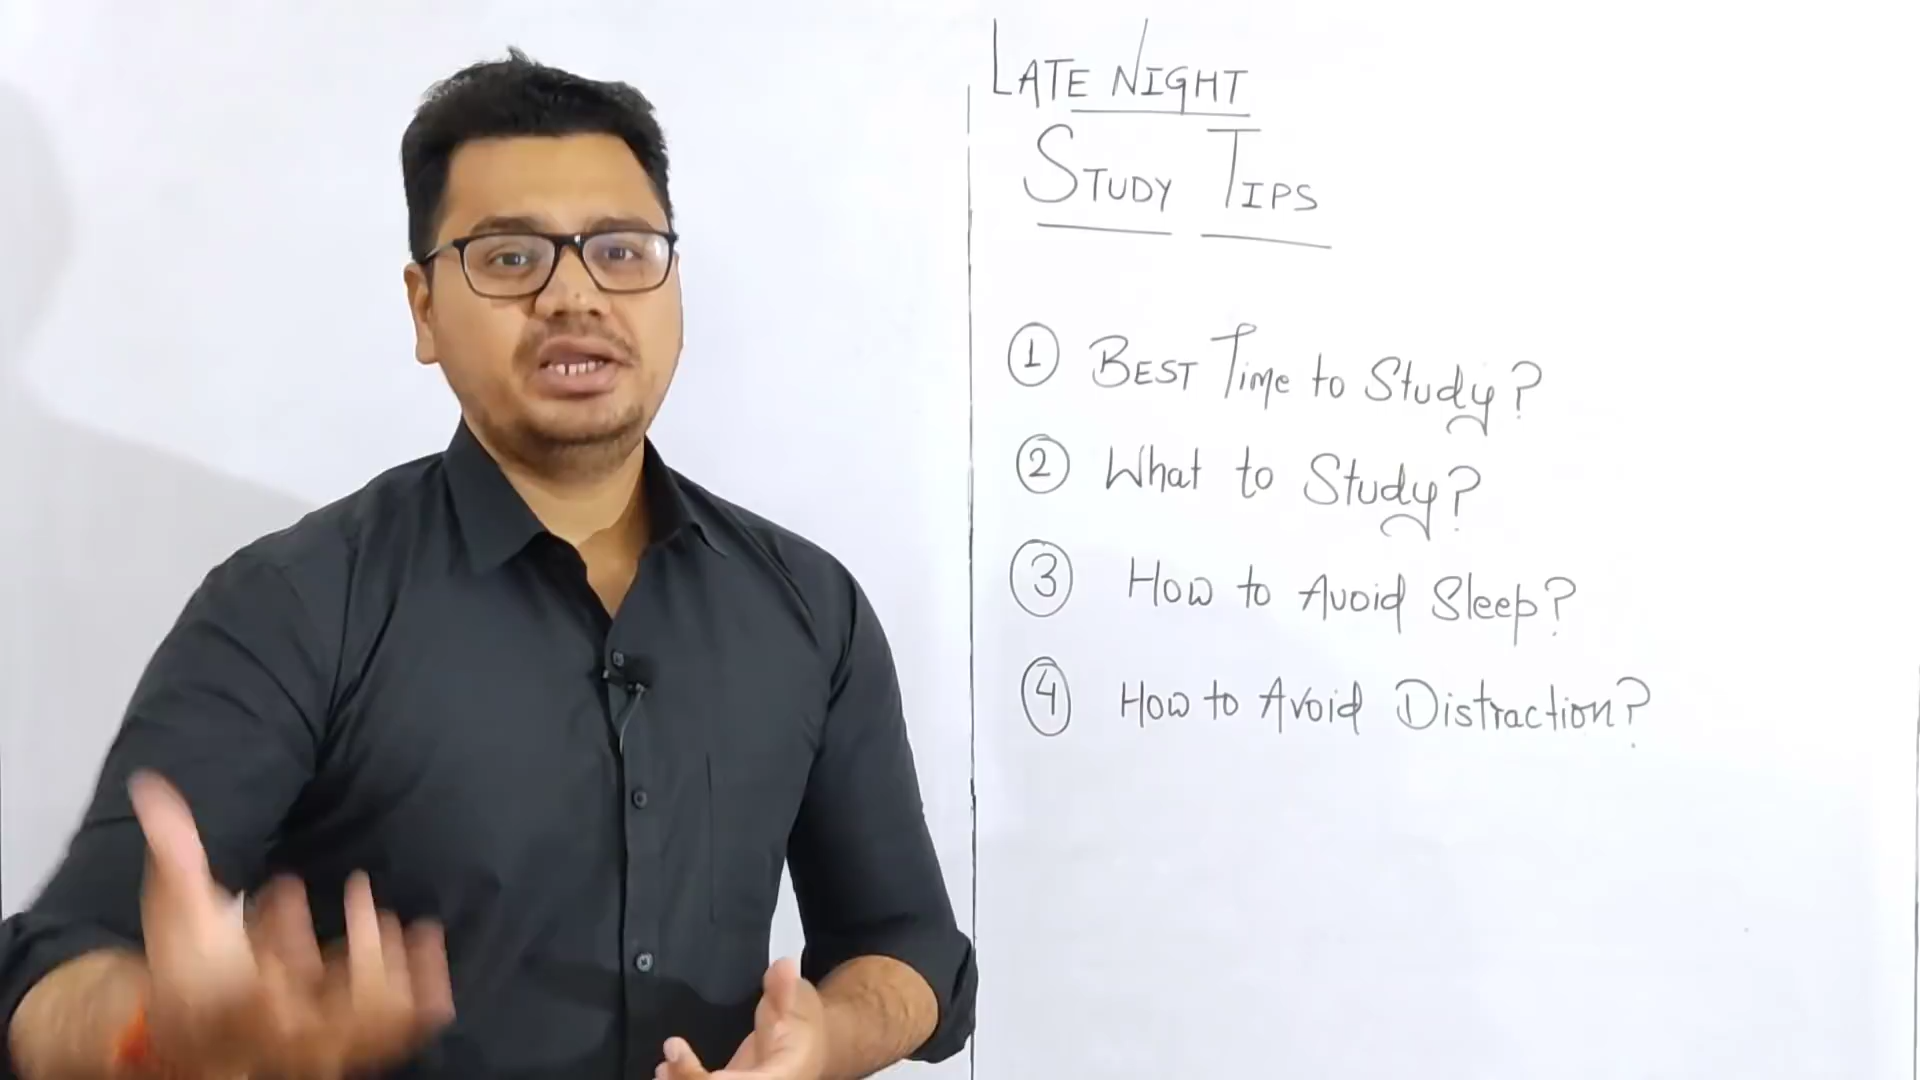 LATE NIGHT
STUDY TIPS
1 BEST Time to Study?
2 What to Study?
3 How to Avoid Sleep?
4 How to Avoid Distraction?